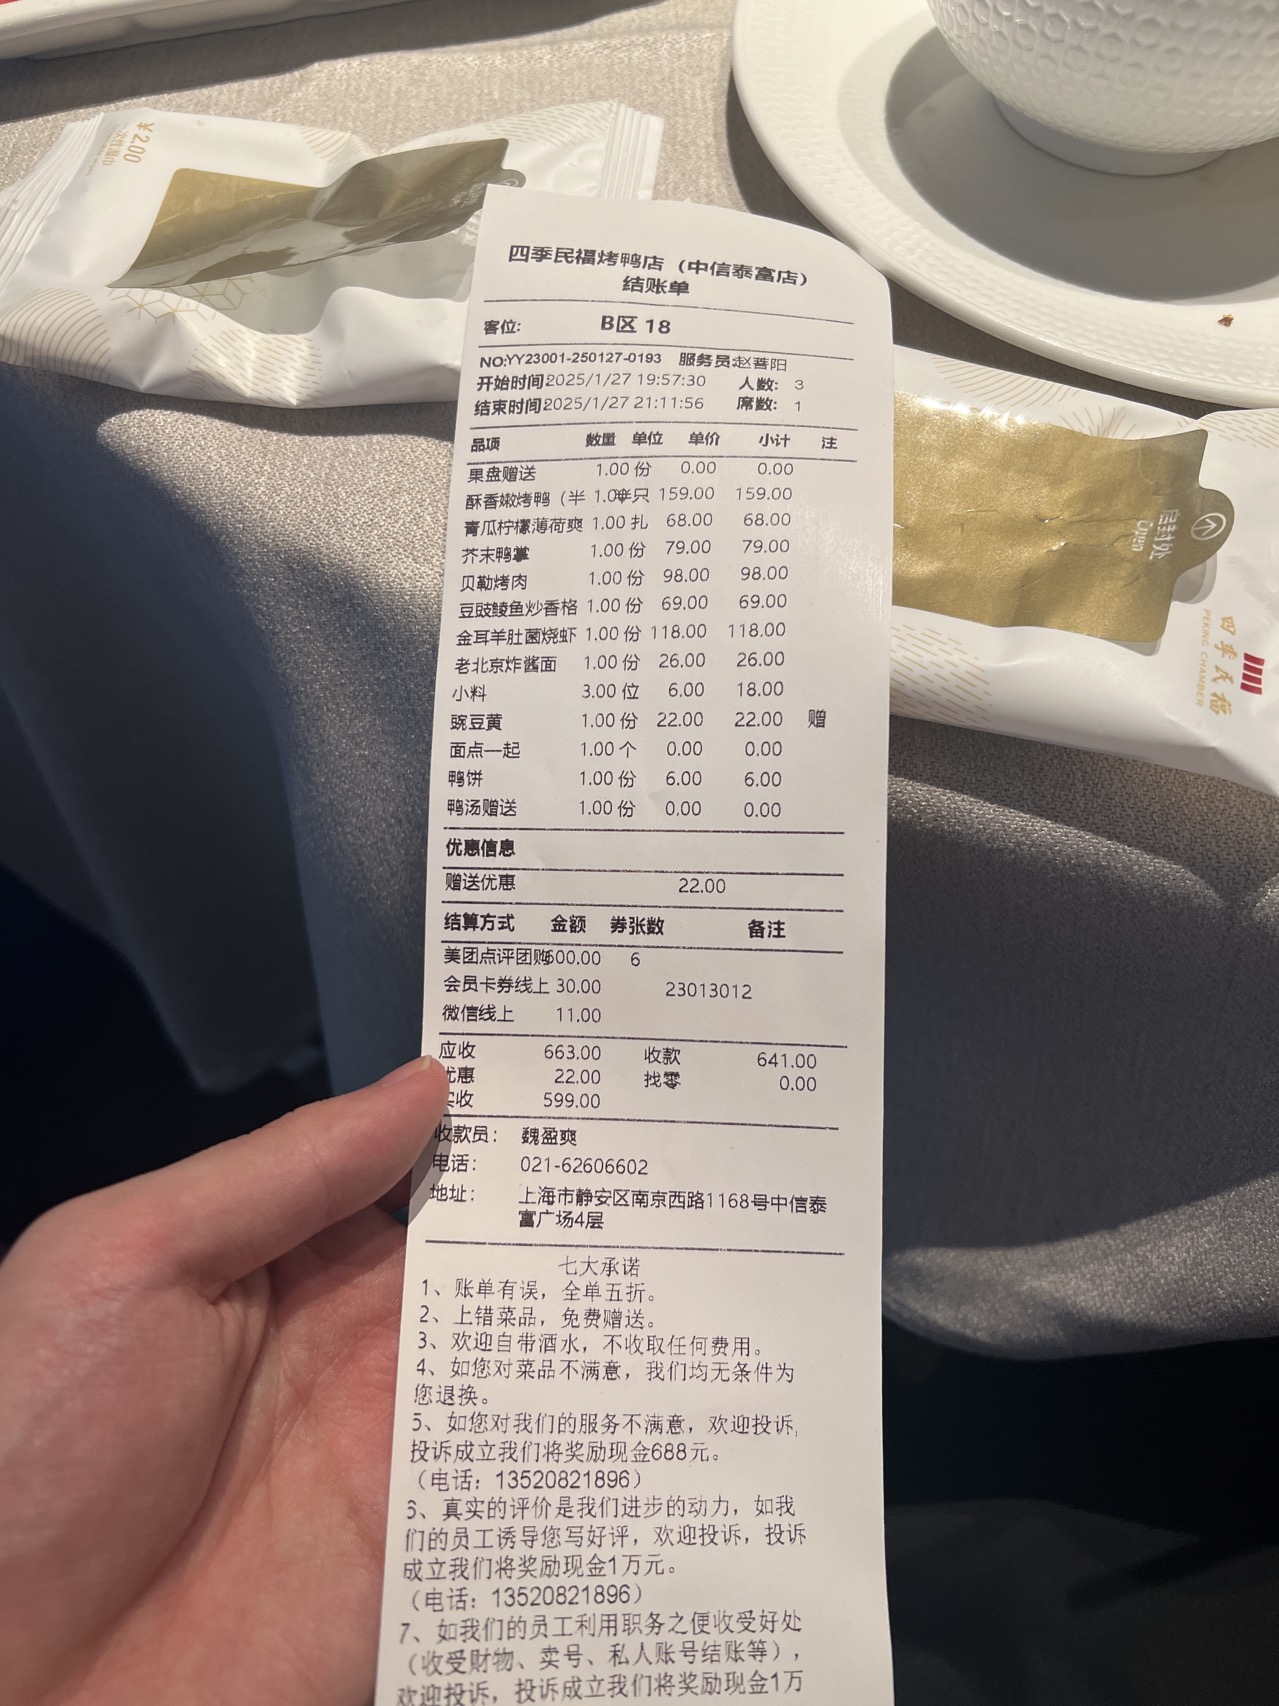 ¥2.00
四季民福烤鸭店（中信泰富店）
结账单
客位: B区 18
NO:YY23001-250127-0193 服务员:赵
开始时间:2025/1/27 19:57:30 人数: 3
结束时间:2025/1/27 21:11:56 席数: 1
品项 数量 单位 单价 小计 注
果盘赠送 1.00 份 0.00 0.00
酥香嫩烤鸭（半 1.00 半只 159.00 159.00
青瓜柠檬薄荷爽 1.00 扎 68.00 68.00
芥末鸭掌 1.00 份 79.00 79.00
贝勒烤肉 1.00 份 98.00 98.00
豆豉鲮鱼炒香格 1.00 份 69.00 69.00
金耳羊肚菌烧虾 1.00 份 118.00 118.00
老北京炸酱面 1.00 份 26.00 26.00
小料 3.00 位 6.00 18.00
豌豆黄 1.00 份 22.00 22.00 赠
面点一起 1.00 个 0.00 0.00
鸭饼 1.00 份 6.00 6.00
鸭汤赠送 1.00 份 0.00 0.00
优惠信息
赠送优惠 22.00
结算方式 金额 券张数 备注
美团点评团购600.00 6
会员卡券线上 30.00 23013012
微信线上 11.00
应收 663.00 收款 641.00
优惠 22.00 找零 0.00
实收 599.00
收款员: 魏盈爽
电话: 021-62606602
地址: 上海市静安区南京西路1168号中信泰
富广场4层
七大承诺
1、账单有误，全单五折。
2、上错菜品，免费赠送。
3、欢迎自带酒水，不收取任何费用。
4、如您对菜品不满意，我们均无条件为
您退换。
5、如您对我们的服务不满意，欢迎投诉,
投诉成立我们将奖励现金688元。
（电话：13520821896）
6、真实的评价是我们进步的动力，如我
们的员工诱导您写好评，欢迎投诉，投诉
成立我们将奖励现金1万元。
（电话：13520821896）
7、如我们的员工利用职务之便收受好处
（收受财物、卖号、私人账号结账等），
欢迎投诉，投诉成立我们将奖励现金1万
启封处
Open
四季民福
PEKING CHAMBER